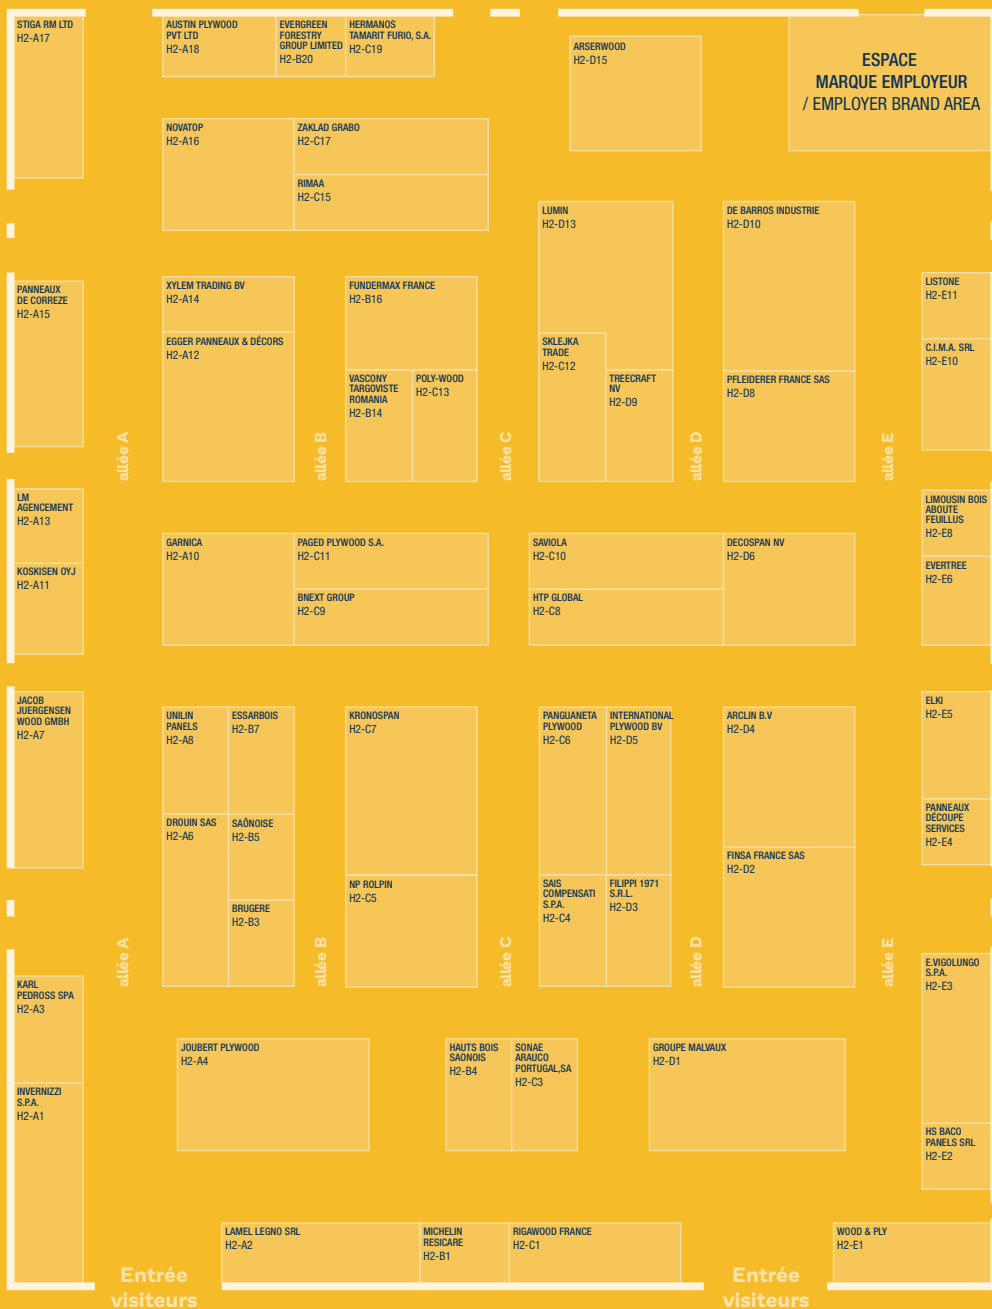 STIGA RM LTD
H2-A17
AUSTIN PLYWOOD
PVT LTD
H2-A18
EVERGREEN
FORESTRY
GROUP LIMITED
H2-B20
HERMANOS
TAMARIT FURIO, S.A.
H2-C19
ARSERWOOD
H2-D15
ESPACE
MARQUE EMPLOYEUR
/ EMPLOYER BRAND AREA
NOVATOP
H2-A16
ZAKLAD GRABO
H2-C17
RIMAA
H2-C15
LUMIN
H2-D13
DE BARROS INDUSTRIE
H2-D10
PANNEAUX
DE CORREZE
H2-A15
XYLEM TRADING BV
H2-A14
EGGER PANNEAUX & DÉCORS
H2-A12
FUNDERMAX FRANCE
H2-B16
VASCONY
TARGOVISTE
ROMANIA
H2-B14
POLY-WOOD
H2-C13
SKLEJKA
TRADE
H2-C12
TREECRAFT
NV
H2-D9
PFLEIDERER FRANCE SAS
H2-D8
LISTONE
H2-E11
C.I.M.A. SRL
H2-E10
allée A
allée B
allée C
allée D
allée E
LM
AGENCEMENT
H2-A13
KOSKISEN OYJ
H2-A11
GARNICA
H2-A10
PAGED PLYWOOD S.A.
H2-C11
BNEXT GROUP
H2-C9
SAVIOLA
H2-C10
HTP GLOBAL
H2-C8
DECOSPAN NV
H2-D6
LIMOUSIN BOIS
ABOUTE
FEUILLUS
H2-E8
EVERTREE
H2-E6
JACOB
JUERGENSEN
WOOD GMBH
H2-A7
UNILIN
PANELS
H2-A8
ESSARBOIS
H2-B7
DROUIN SAS
H2-A6
SAÔNOISE
H2-B5
BRUGERE
H2-B3
KRONOSPAN
H2-C7
NP ROLPIN
H2-C5
PANGUANETA
PLYWOOD
H2-C6
INTERNATIONAL
PLYWOOD BV
H2-D5
SAIS
COMPENSATI
S.P.A.
H2-C4
FILIPPI 1971
S.R.L.
H2-D3
ARCLIN B.V
H2-D4
FINSA FRANCE SAS
H2-D2
ELKI
H2-E5
PANNEAUX
DÉCOUPE
SERVICES
H2-E4
allée A
allée B
allée C
allée D
allée E
KARL
PEDROSS SPA
H2-A3
INVERNIZZI
S.P.A.
H2-A1
JOUBERT PLYWOOD
H2-A4
HAUTS BOIS
SAONOIS
H2-B4
SONAE
ARAUCO
PORTUGAL,SA
H2-C3
GROUPE MALVAUX
H2-D1
E.VIGOLUNGO
S.P.A.
H2-E3
HS BACO
PANELS SRL
H2-E2
LAMEL LEGNO SRL
H2-A2
MICHELIN
RESICARE
H2-B1
RIGAWOOD FRANCE
H2-C1
WOOD & PLY
H2-E1
Entrée
visiteurs
Entrée
visiteurs